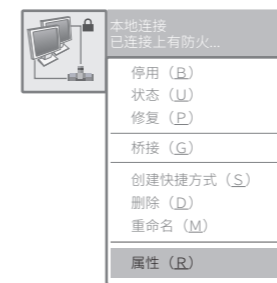 本地连接
已连接上有防火...
停用（B）
状态（U）
修复（P）
桥接（G）
创建快捷方式（S）
删除（D）
重命名（M）
属性（R）